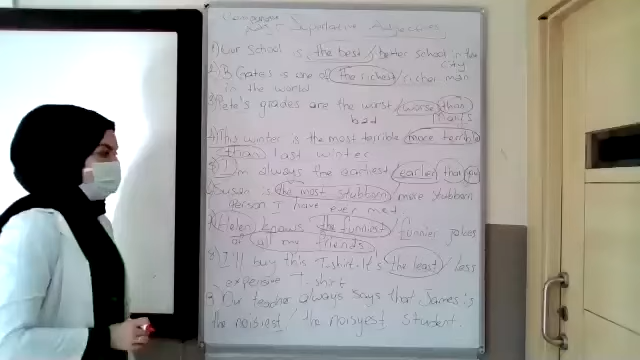 Superlative Adjectives
1) Our school is the best / better school in the
city
2) B. Gates is one of the richest / richer man
in the world
3) Pete's grades are the worst / worse than
bad
4) This winter is the most terrible / more terrible
than last winter
5) I'm always the earliest / earlier than you
6) Susan is the most stubborn / more stubborn
person I have ever met
7) Helen knows the funniest / funnier jokes
of all my friends
8) I'll buy this T-shirt. It's the least / less
expensive T-shirt
9) Our teacher always says that James is
the noisiest / the noisyest student.